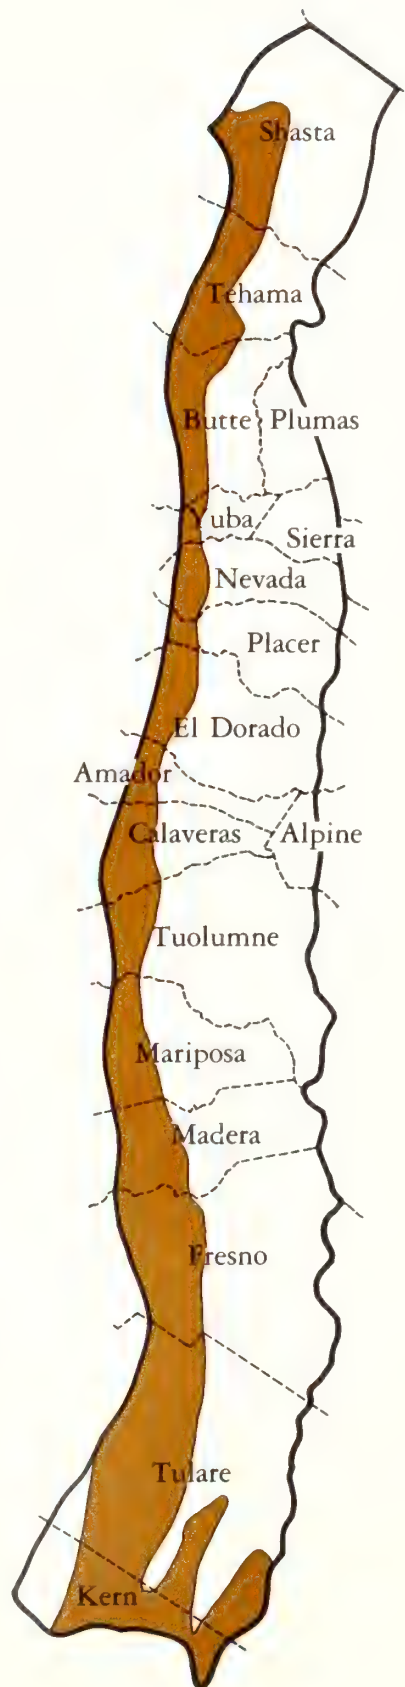 Shasta
Tehama
Butte Plumas
Yuba
Sierra
Nevada
Placer
El Dorado
Amador
Calaveras Alpine
Tuolumne
Mariposa
Madera
Fresno
Tulare
Kern